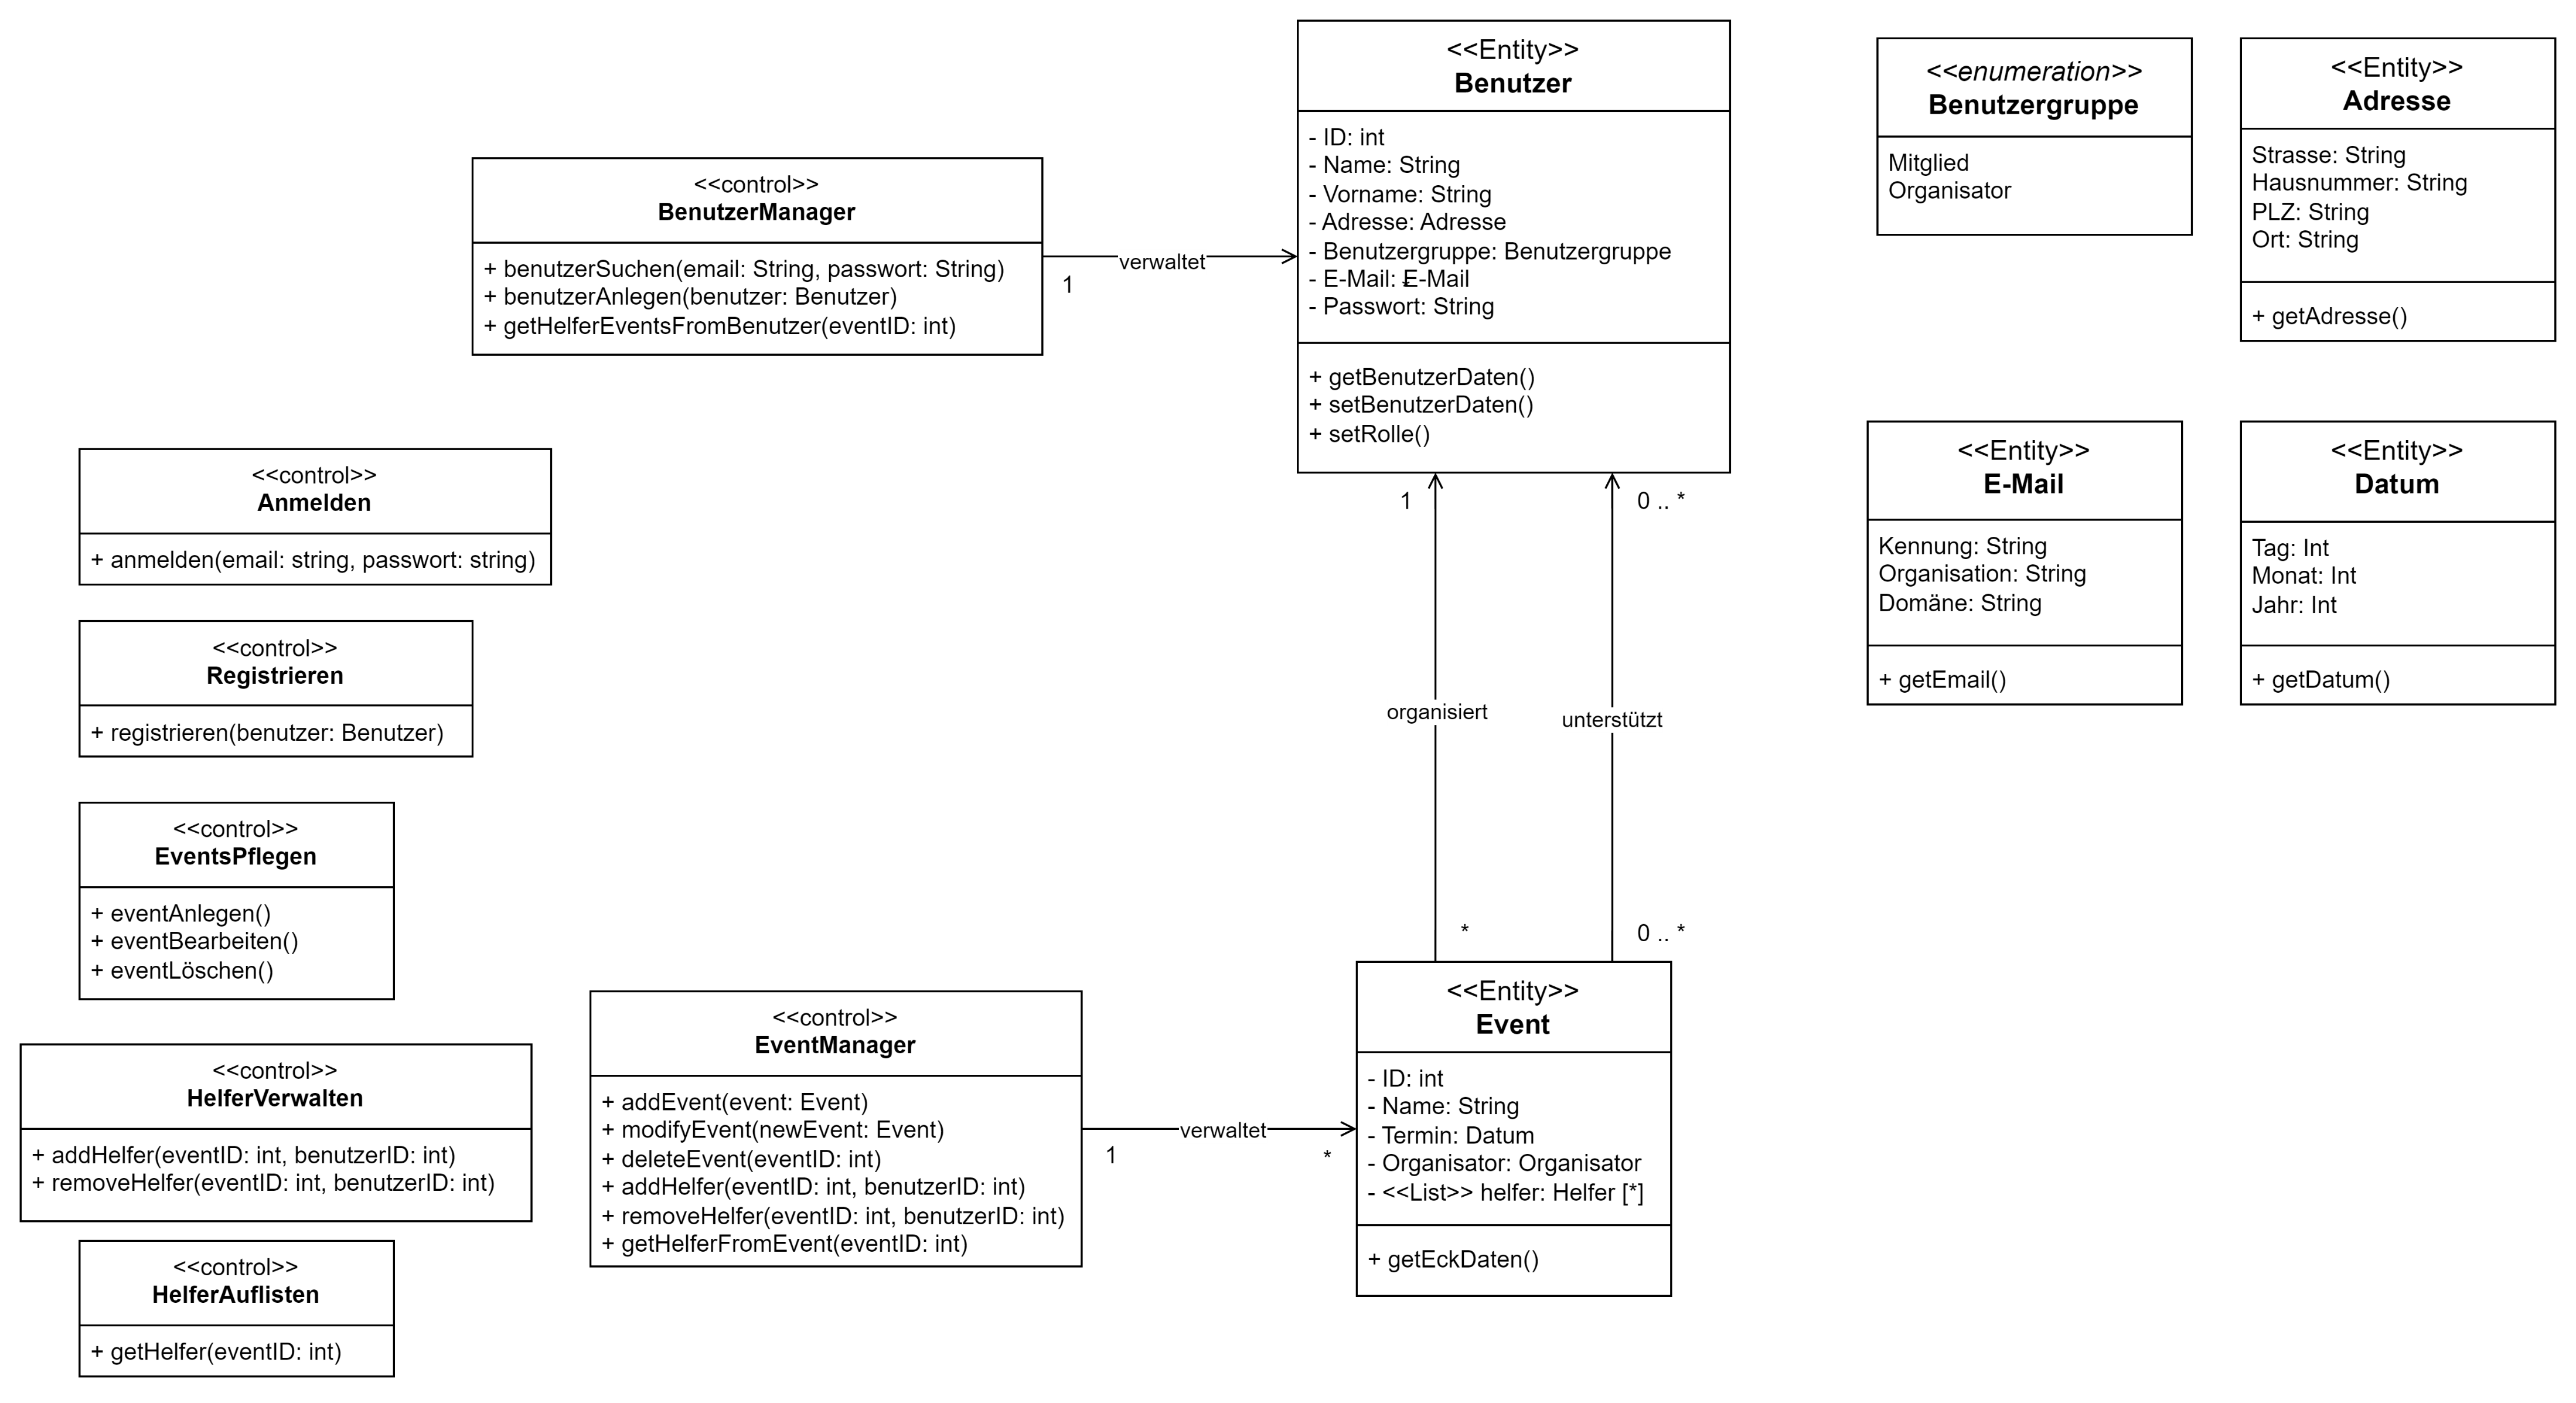 <<Entity>>
Benutzer
- ID: int
- Name: String
- Vorname: String
- Adresse: Adresse
- Benutzergruppe: Benutzergruppe
- E-Mail: E-Mail
- Passwort: String
+ getBenutzerDaten()
+ setBenutzerDaten()
+ setRolle()
<<enumeration>>
Benutzergruppe
Mitglied
Organisator
<<Entity>>
Adresse
Strasse: String
Hausnummer: String
PLZ: String
Ort: String
+ getAdresse()
<<control>>
BenutzerManager
+ benutzerSuchen(email: String, passwort: String)
+ benutzerAnlegen(benutzer: Benutzer)
+ getHelferEventsFromBenutzer(eventID: int)
verwaltet
1
<<control>>
Anmelden
+ anmelden(email: string, passwort: string)
<<Entity>>
E-Mail
Kennung: String
Organisation: String
Domäne: String
+ getEmail()
<<Entity>>
Datum
Tag: Int
Monat: Int
Jahr: Int
+ getDatum()
1
0 .. *
<<control>>
Registrieren
+ registrieren(benutzer: Benutzer)
organisiert
unterstützt
<<control>>
EventsPflegen
+ eventAnlegen()
+ eventBearbeiten()
+ eventLöschen()
*
0 .. *
<<control>>
HelferVerwalten
+ addHelfer(eventID: int, benutzerID: int)
+ removeHelfer(eventID: int, benutzerID: int)
<<control>>
EventManager
+ addEvent(event: Event)
+ modifyEvent(newEvent: Event)
+ deleteEvent(eventID: int)
+ addHelfer(eventID: int, benutzerID: int)
+ removeHelfer(eventID: int, benutzerID: int)
+ getHelferFromEvent(eventID: int)
verwaltet
1
*
<<Entity>>
Event
- ID: int
- Name: String
- Termin: Datum
- Organisator: Organisator
- <<List>> helfer: Helfer [*]
+ getEckDaten()
<<control>>
HelferAuflisten
+ getHelfer(eventID: int)